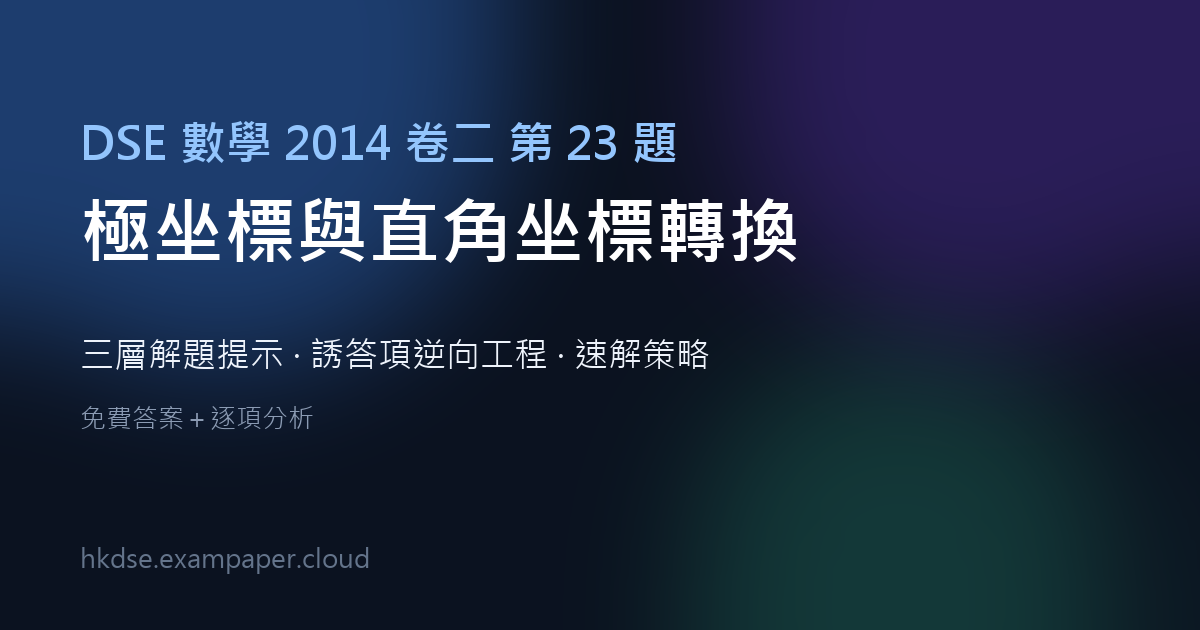 DSE 數學 2014 卷二 第 23 題
極坐標與直角坐標轉換
三層解題提示 · 誘答項逆向工程 · 速解策略
免費答案 + 逐項分析
hkdse.exampaper.cloud